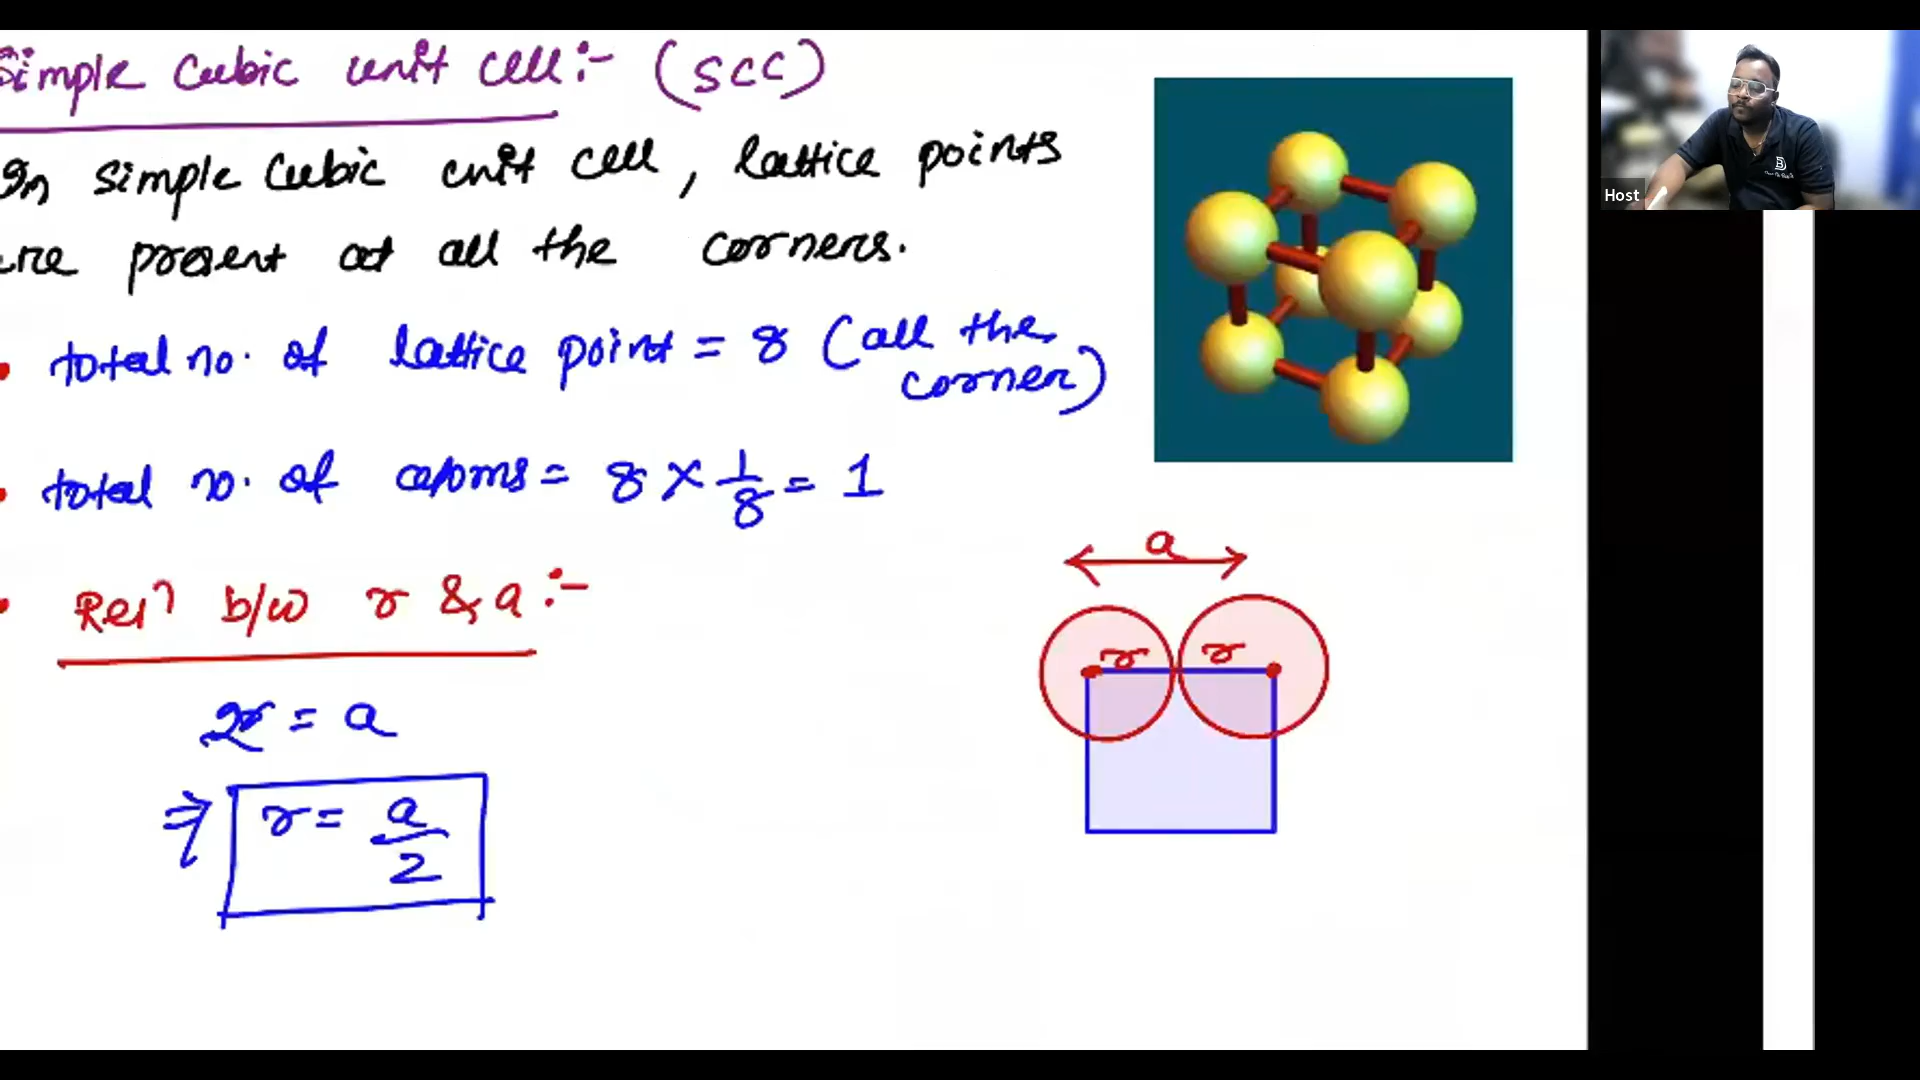 Simple Cubic unit cell:- (SCC)
In simple cubic unit cell, lattice points
are present at all the corners.
• total no. of lattice point = 8 (all the
corner)
• total no. of atoms = 8 × 1/8 = 1
• Relⁿ b/w r & a :-
2r = a
⇒ r = a/2
a
r r
Host
B